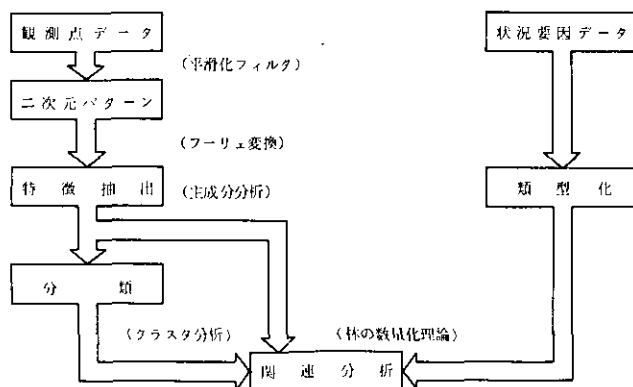 観測点データ
状況要因データ
(平滑化フィルタ)
二次元パターン
(フーリェ変換)
特徴抽出
(主成分分析)
類型化
分類
(クラスタ分析)
(林の数量化理論)
関連分析